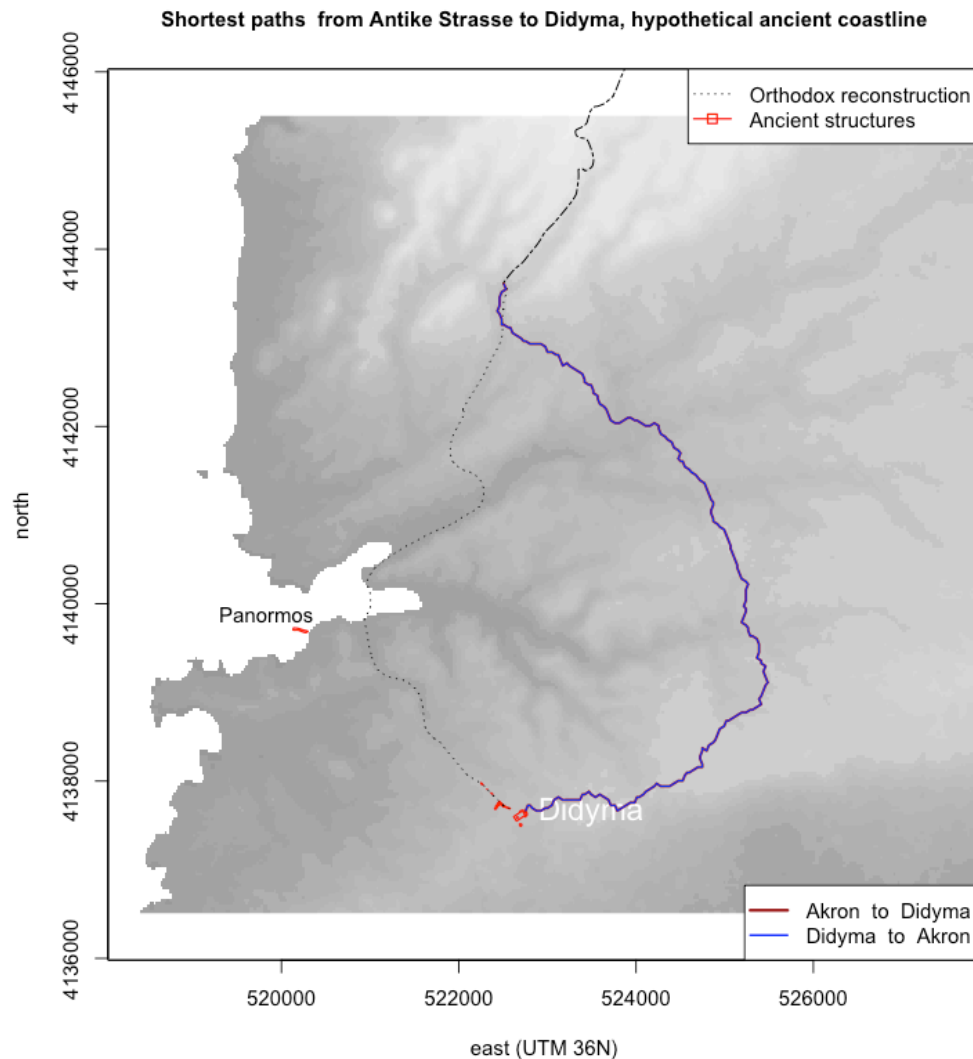 Shortest paths  from Antike Strasse to Didyma, hypothetical ancient coastline
Orthodox reconstruction
Ancient structures
4146000
4144000
4142000
4140000
4138000
4136000
north
Panormos
Didyma
Akron  to  Didyma
Didyma  to  Akron
520000
522000
524000
526000
east (UTM 36N)